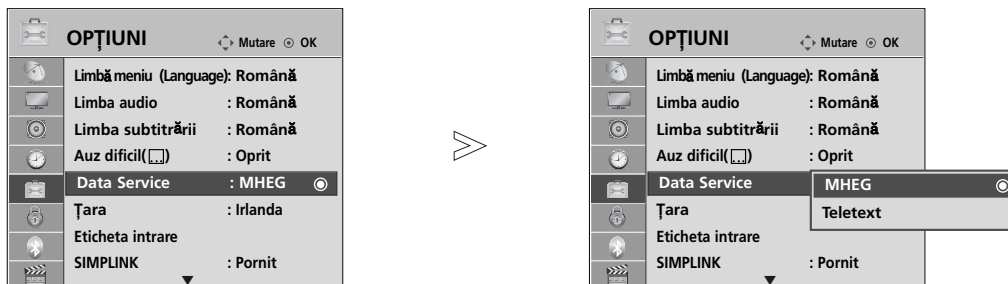 OPȚIUNI Mutare OK
Limbă meniu (Language): Română
Limba audio : Română
Limba subtitrării : Română
Auz dificil( ) : Oprit
Data Service : MHEG
Țara : Irlanda
Eticheta intrare
SIMPLINK : Pornit
OPȚIUNI Mutare OK
Limbă meniu (Language): Română
Limba audio : Română
Limba subtitrării : Română
Auz dificil( ) : Oprit
Data Service MHEG
Țara Teletext
Eticheta intrare
SIMPLINK : Pornit